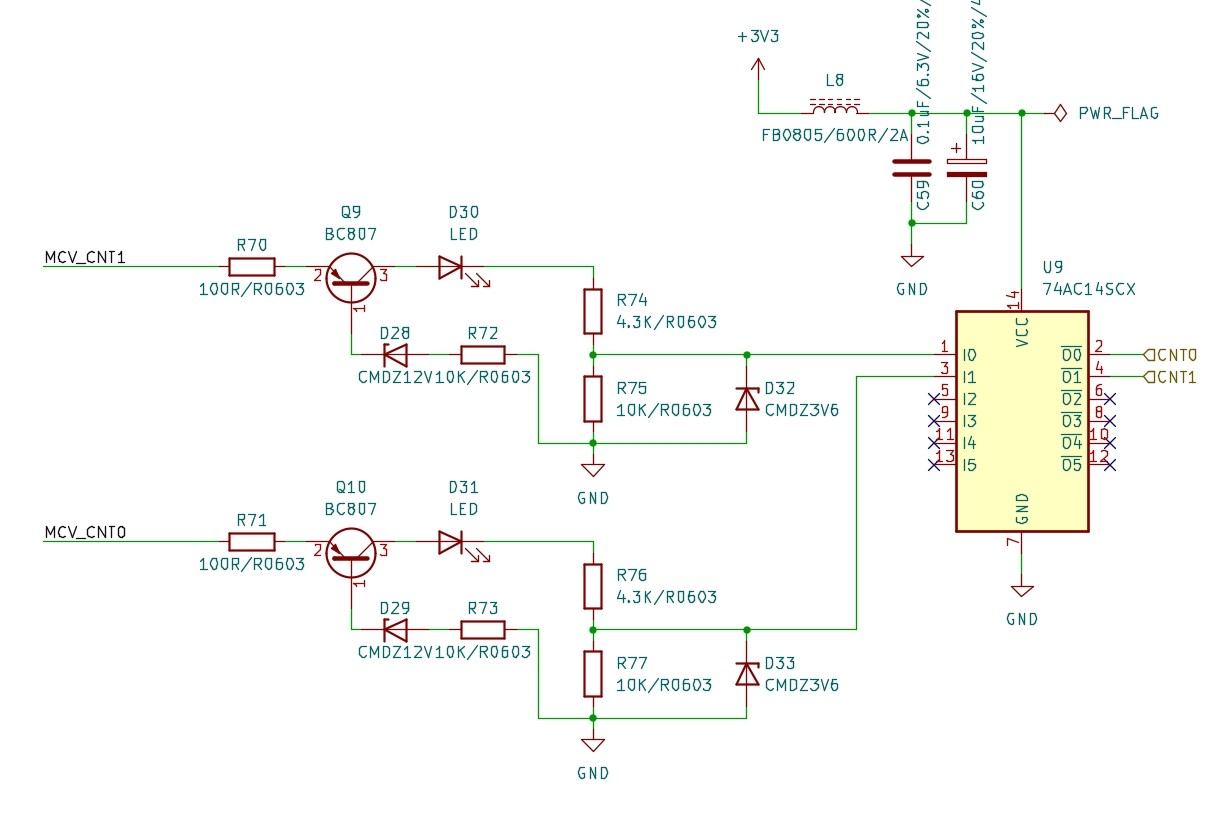 +3V3
L8
FB0805/600R/2A
0.1uF/6.3V/20%/
C59
10uF/16V/20%/
C60
+
PWR_FLAG
GND
MCV_CNT1
R70
100R/R0603
Q9
BC807
2
3
1
D30
LED
D28
CMDZ12V
R72
10K/R0603
R74
4.3K/R0603
R75
10K/R0603
D32
CMDZ3V6
GND
MCV_CNT0
R71
100R/R0603
Q10
BC807
2
3
1
D31
LED
D29
CMDZ12V
R73
10K/R0603
R76
4.3K/R0603
R77
10K/R0603
D33
CMDZ3V6
GND
U9
74AC14SCX
14
VCC
1 I0 O0 2 CNT0
3 I1 O1 4 CNT1
5 I2 O2 6
9 I3 O3 8
11 I4 O4 10
13 I5 O5 12
GND
7
GND